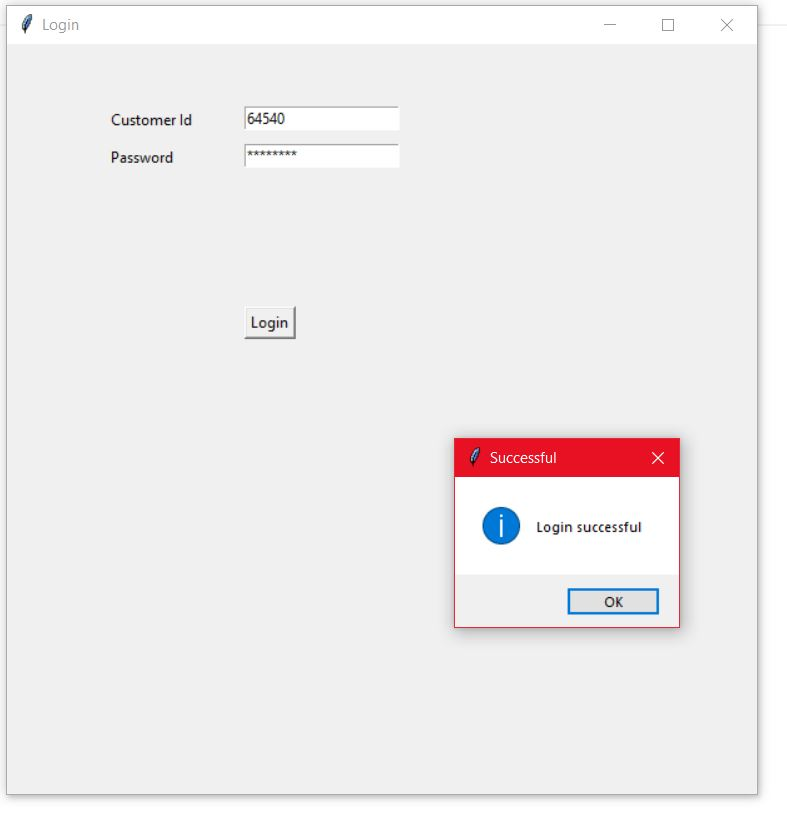 Login
Customer Id 64540
Password ********
Login
Successful
i
Login successful
OK